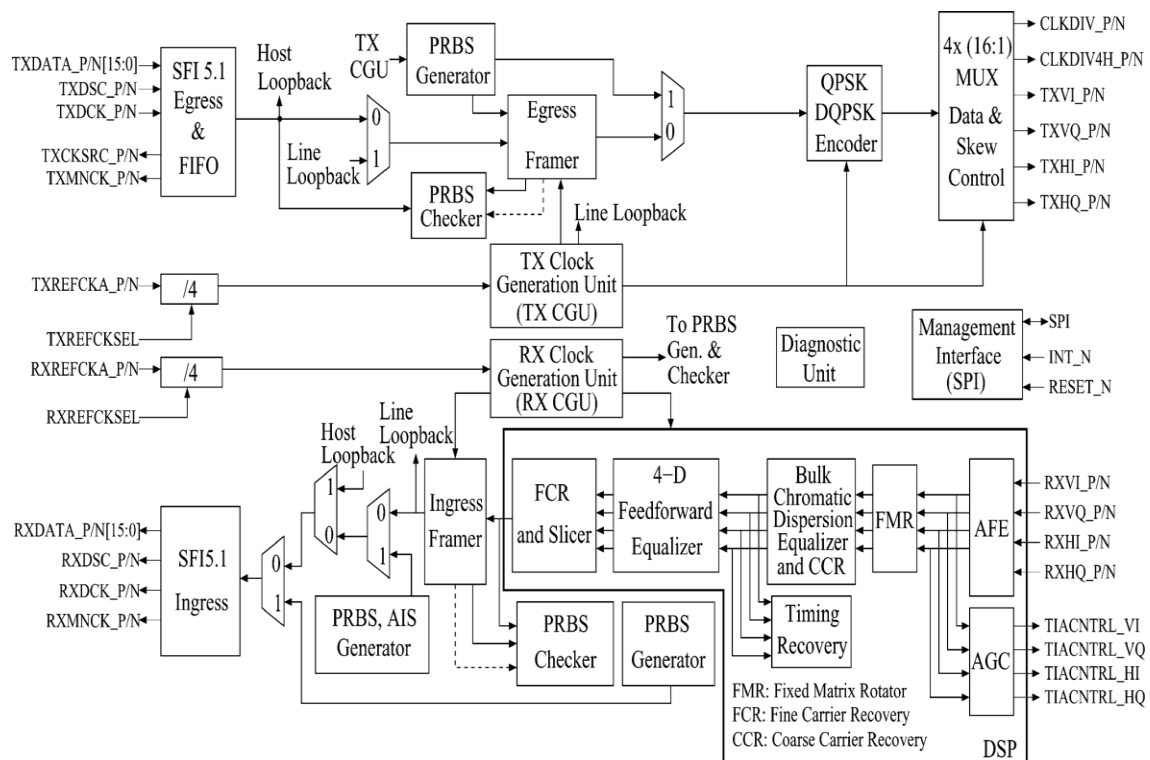 TXDATA_P/N[15:0]
TXDSC_P/N
TXDCK_P/N
TXCKSRC_P/N
TXMNCK_P/N
SFI 5.1
Egress
&
FIFO
Host
Loopback
TX
CGU
PRBS
Generator
0
1
Line
Loopback
Egress
Framer
PRBS
Checker
1
0
QPSK
DQPSK
Encoder
4x (16:1)
MUX
Data &
Skew
Control
CLKDIV_P/N
CLKDIV4H_P/N
TXVI_P/N
TXVQ_P/N
TXHI_P/N
TXHQ_P/N
Line Loopback
TXREFCKA_P/N
/4
TXREFCKSEL
TX Clock
Generation Unit
(TX CGU)
RXREFCKA_P/N
/4
RXREFCKSEL
RX Clock
Generation Unit
(RX CGU)
To PRBS
Gen. &
Checker
Diagnostic
Unit
Management
Interface
(SPI)
SPI
INT_N
RESET_N
Host
Loopback
Line
Loopback
1
0
0
1
0
1
Ingress
Framer
FCR
and Slicer
4-D
Feedforward
Equalizer
Bulk
Chromatic
Dispersion
Equalizer
and CCR
FMR
AFE
RXVI_P/N
RXVQ_P/N
RXHI_P/N
RXHQ_P/N
RXDATA_P/N[15:0]
RXDSC_P/N
RXDCK_P/N
RXMNCK_P/N
SFI5.1
Ingress
PRBS, AIS
Generator
PRBS
Checker
PRBS
Generator
Timing
Recovery
AGC
TIACNTRL_VI
TIACNTRL_VQ
TIACNTRL_HI
TIACNTRL_HQ
FMR: Fixed Matrix Rotator
FCR: Fine Carrier Recovery
CCR: Coarse Carrier Recovery
DSP